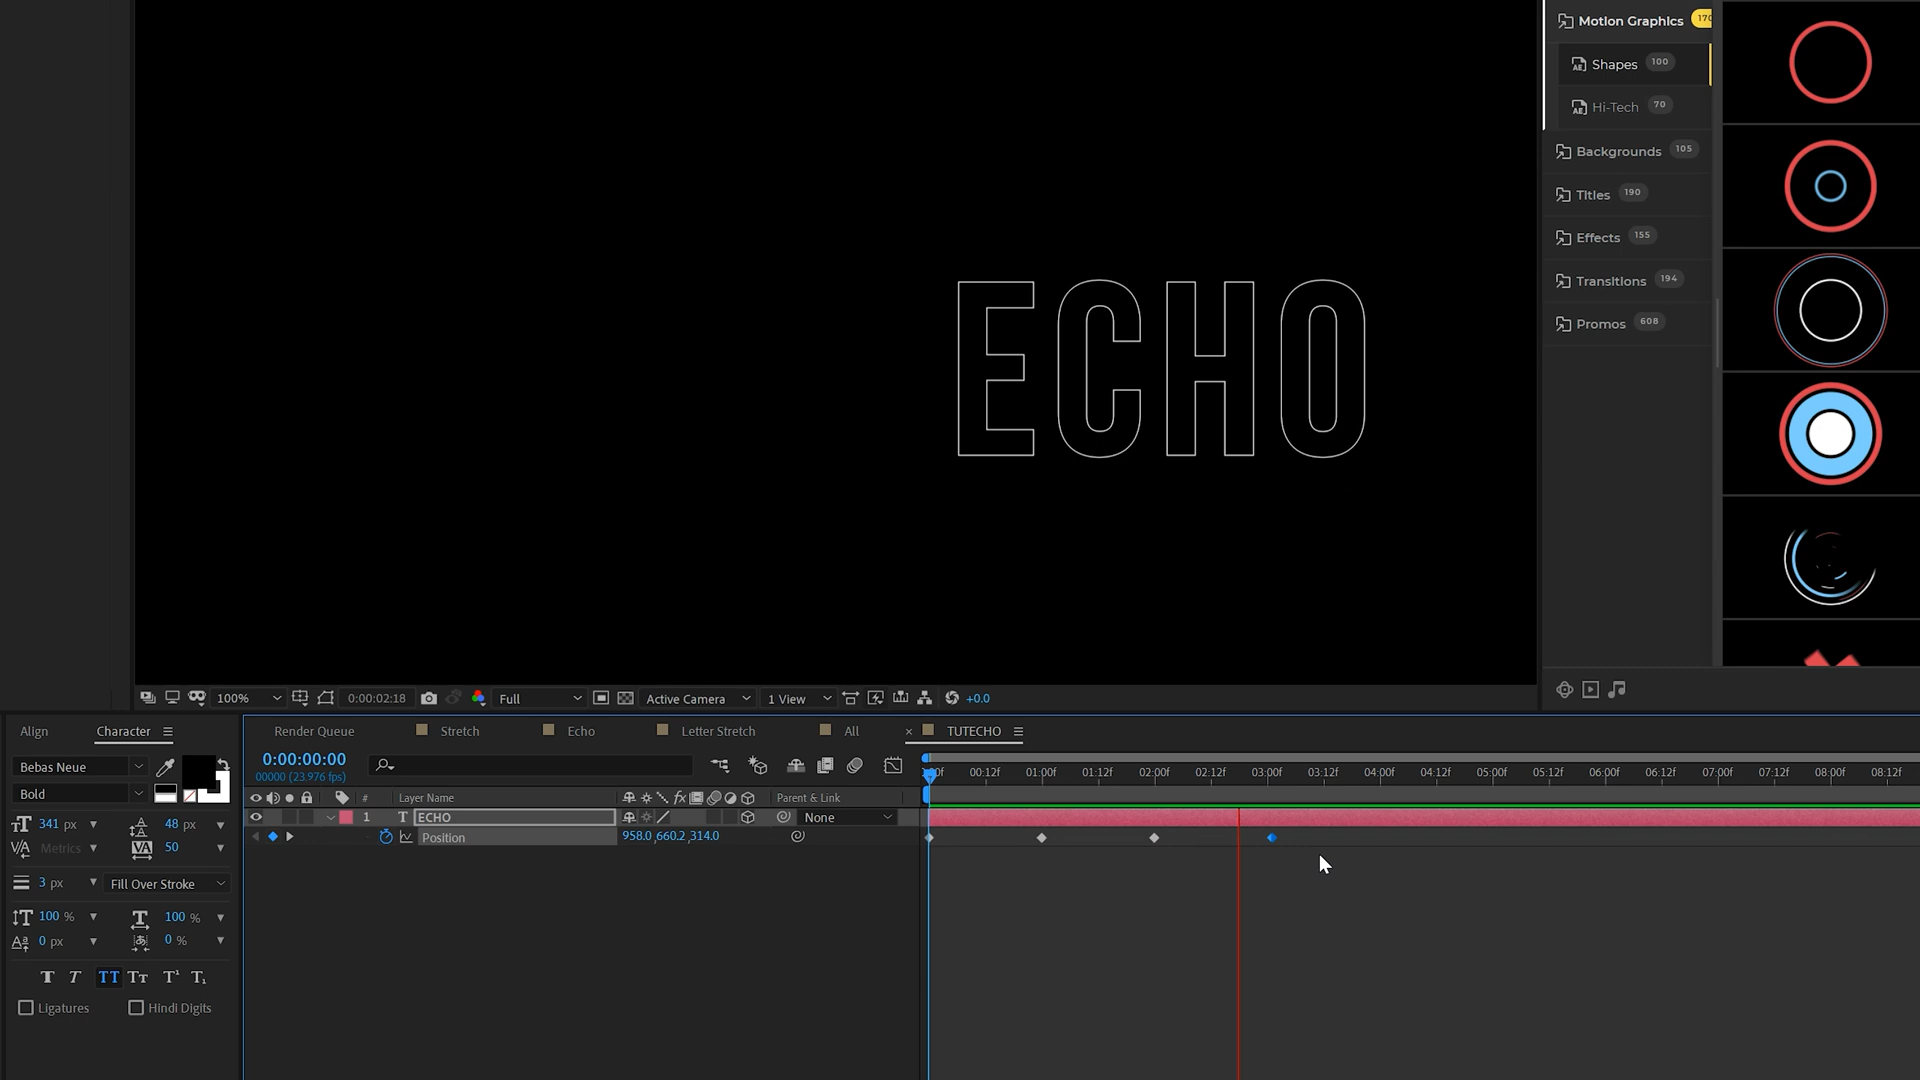 Motion Graphics 170
Shapes 100
Hi-Tech 70
Backgrounds 105
Titles 190
Effects 155
Transitions 194
Promos 608
ECHO
100% 0:00:02:18 Full Active Camera 1 View +0.0
Align Character
Render Queue Stretch Echo Letter Stretch All × TUTECHO
Bebas Neue
Bold
0:00:00:00
00000 (23.976 fps)
00:12f 01:00f 01:12f 02:00f 02:12f 03:00f 03:12f 04:00f 04:12f 05:00f 05:12f 06:00f 06:12f 07:00f 07:12f 08:00f 08:12f
# Layer Name fx Parent & Link
1 T ECHO None
Position 958.0,660.2,314.0
341 px 48 px
Metrics 50
3 px Fill Over Stroke
100 % 100 %
0 px 0 %
T T TT TT T¹ T₁
Ligatures Hindi Digits